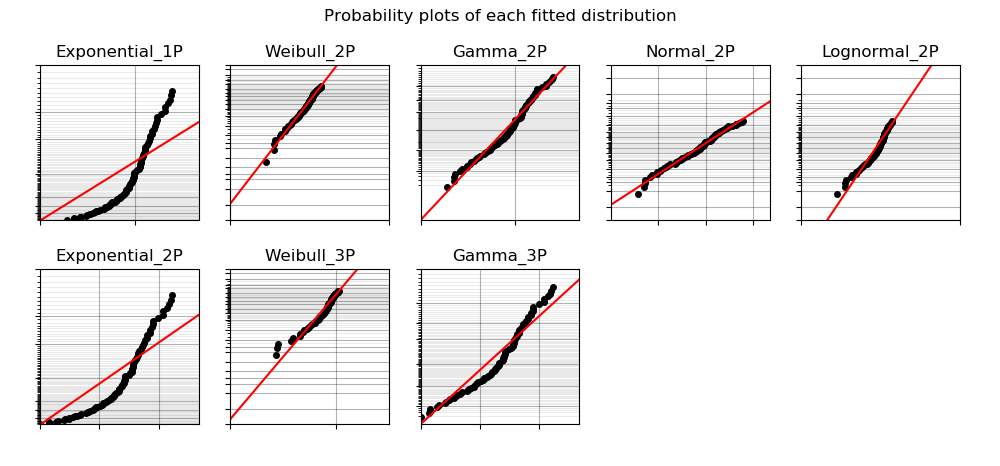 Probability plots of each fitted distribution
Exponential_1P
Weibull_2P
Gamma_2P
Normal_2P
Lognormal_2P
Exponential_2P
Weibull_3P
Gamma_3P